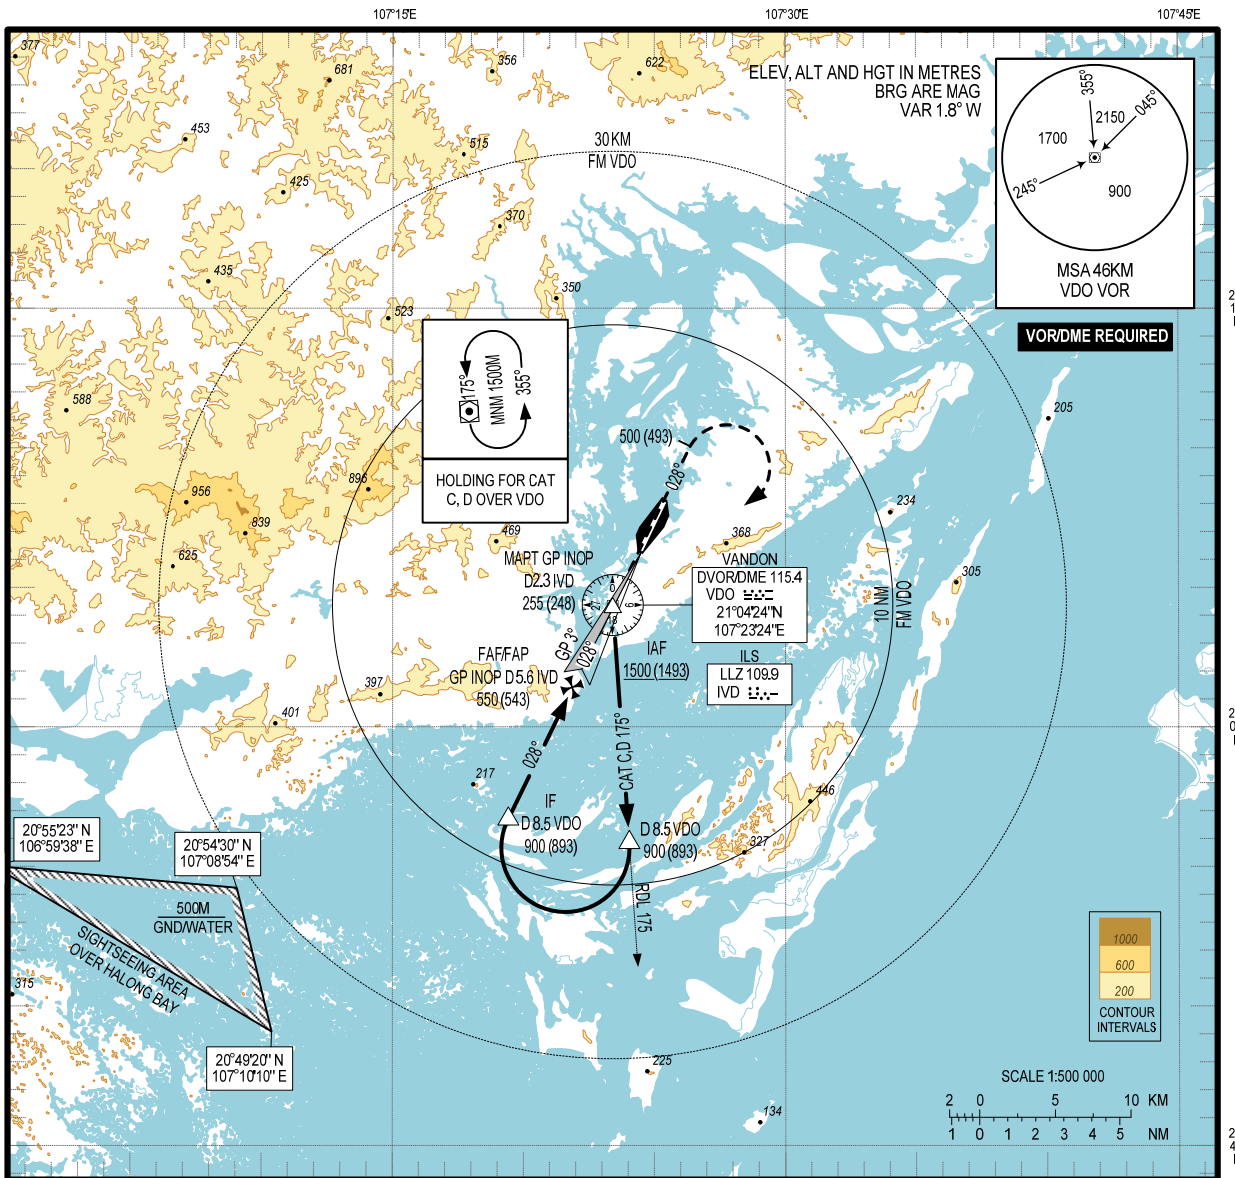 107°15'E
107°30'E
107°45'E
377
681
356
622
453
515
425
370
435
350
523
588
896
956
839
625
469
368
234
205
305
397
401
217
446
327
315
225
134
ELEV, ALT AND HGT IN METRES
BRG ARE MAG
VAR 1.8° W
30 KM
FM VDO
355°
045°
2150
1700
245°
900
MSA 46KM
VDO VOR
VOR/DME REQUIRED
175°
MNM 1500M
355°
HOLDING FOR CAT
C, D OVER VDO
500 (493)
028°
MAPT GP INOP
D2.3 IVD
255 (248)
VANDON
DVOR/DME 115.4
VDO
21°04'24"N
107°23'24"E
10 NM
FM VDO
GP 3°
028°
IAF
1500 (1493)
ILS
LLZ 109.9
IVD
FAF/FAP
GP INOP D5.6 IVD
550 (543)
028°
CAT C,D 175°
IF
D 8.5 VDO
900 (893)
D 8.5 VDO
900 (893)
RDL 175
20°55'23" N
106°59'38" E
20°54'30" N
107°08'54" E
500M
GND/WATER
SIGHTSEEING AREA
OVER HALONG BAY
20°49'20" N
107°10'10" E
1000
600
200
CONTOUR
INTERVALS
SCALE 1:500 000
2 0 5 10 KM
1 0 1 2 3 4 5 NM